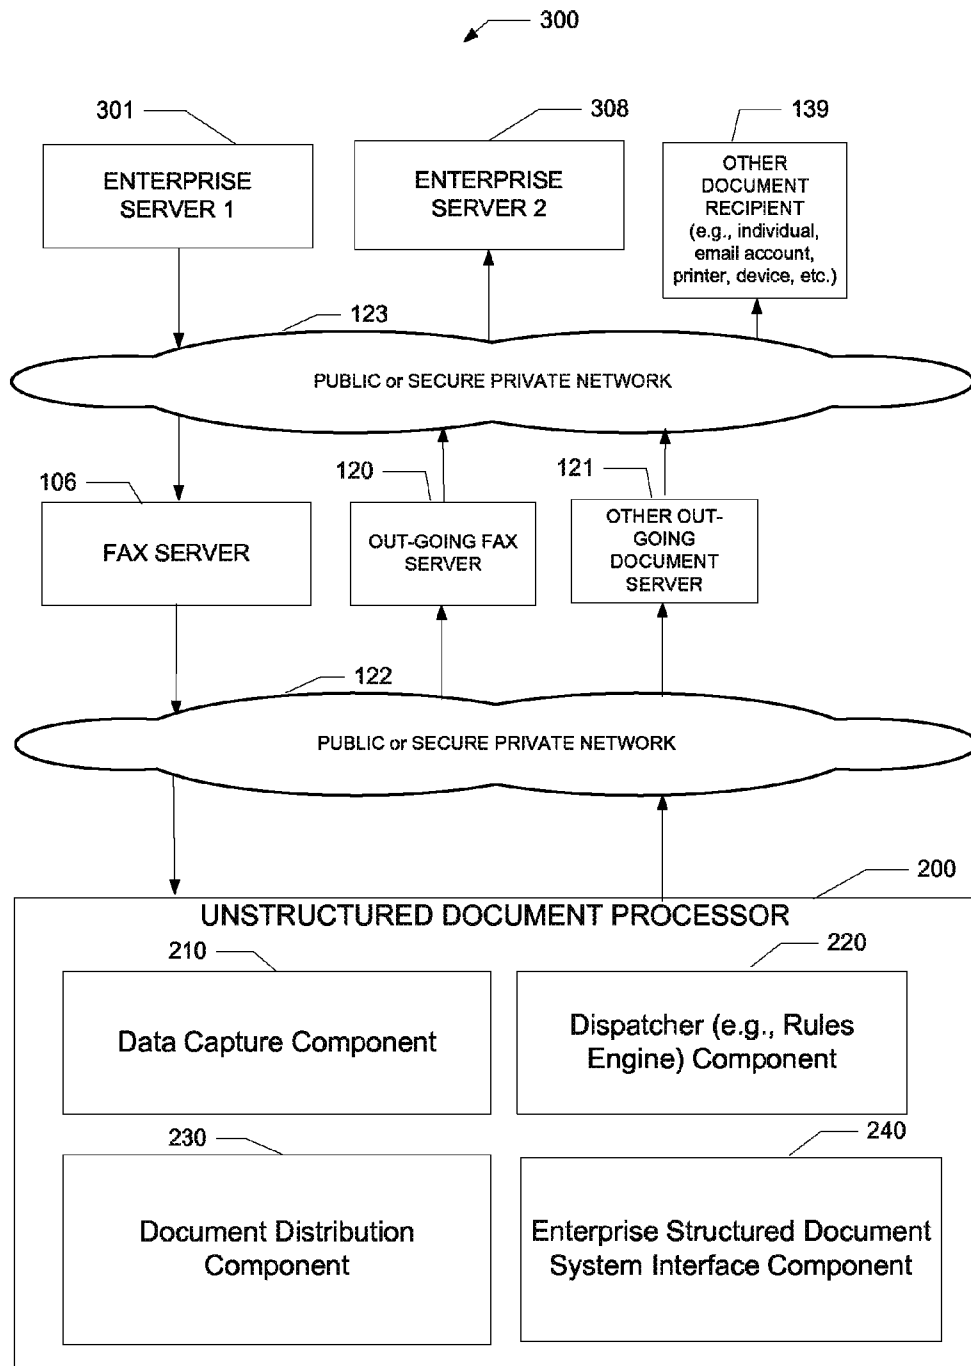 300
301
308
139
ENTERPRISE
SERVER 1
ENTERPRISE
SERVER 2
OTHER
DOCUMENT
RECIPIENT
(e.g., individual,
email account,
printer, device, etc.)
123
PUBLIC or SECURE PRIVATE NETWORK
106
120
121
FAX SERVER
OUT-GOING FAX
SERVER
OTHER OUT-
GOING
DOCUMENT
SERVER
122
PUBLIC or SECURE PRIVATE NETWORK
200
UNSTRUCTURED DOCUMENT PROCESSOR
210
220
Data Capture Component
Dispatcher (e.g., Rules
Engine) Component
230
240
Document Distribution
Component
Enterprise Structured Document
System Interface Component